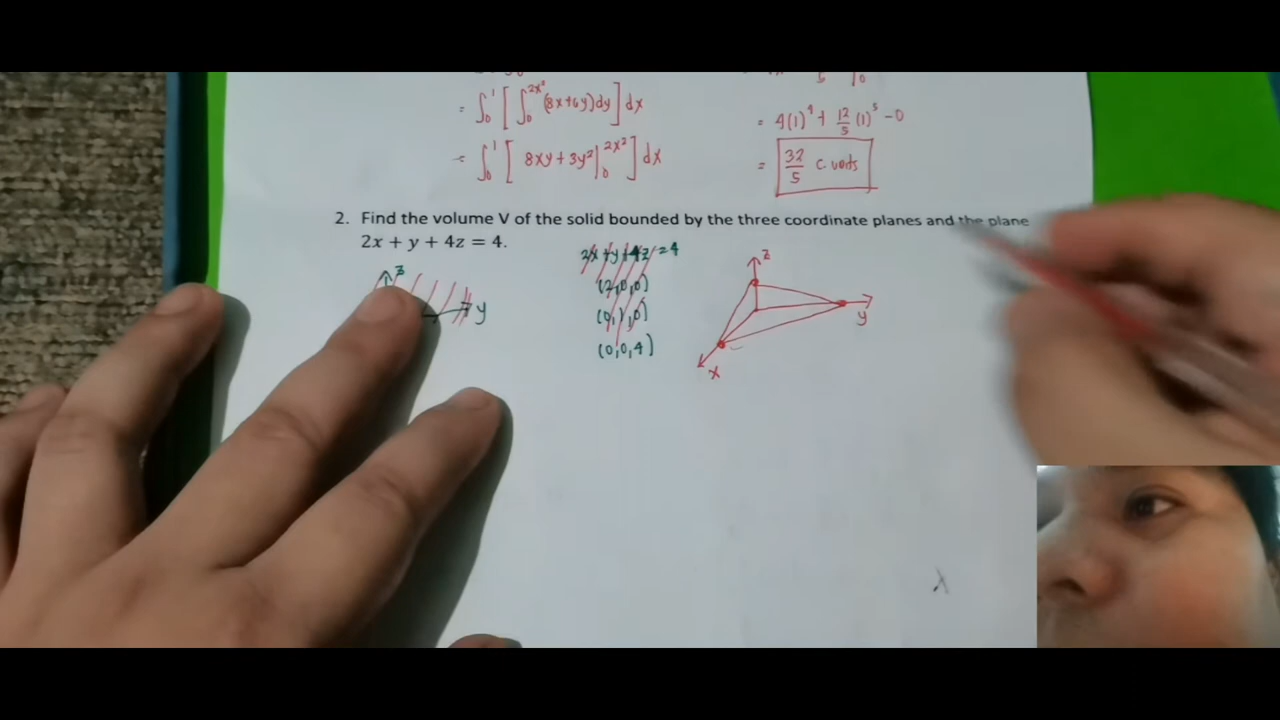 = ∫₀¹ [ ∫₀^2x² (8x+6y)dy ] dx
= ∫₀¹ [ 8xy + 3y² |₀^2x² ] dx
= 4(1)⁴ + 12/5 (1)⁵ - 0
= 32/5 c units
2. Find the volume V of the solid bounded by the three coordinate planes and the plane
2x + y + 4z = 4.
z
y
2x + y + 4z = 4
(2,0,0)
(0,1,0)
(0,0,4)
z
y
x